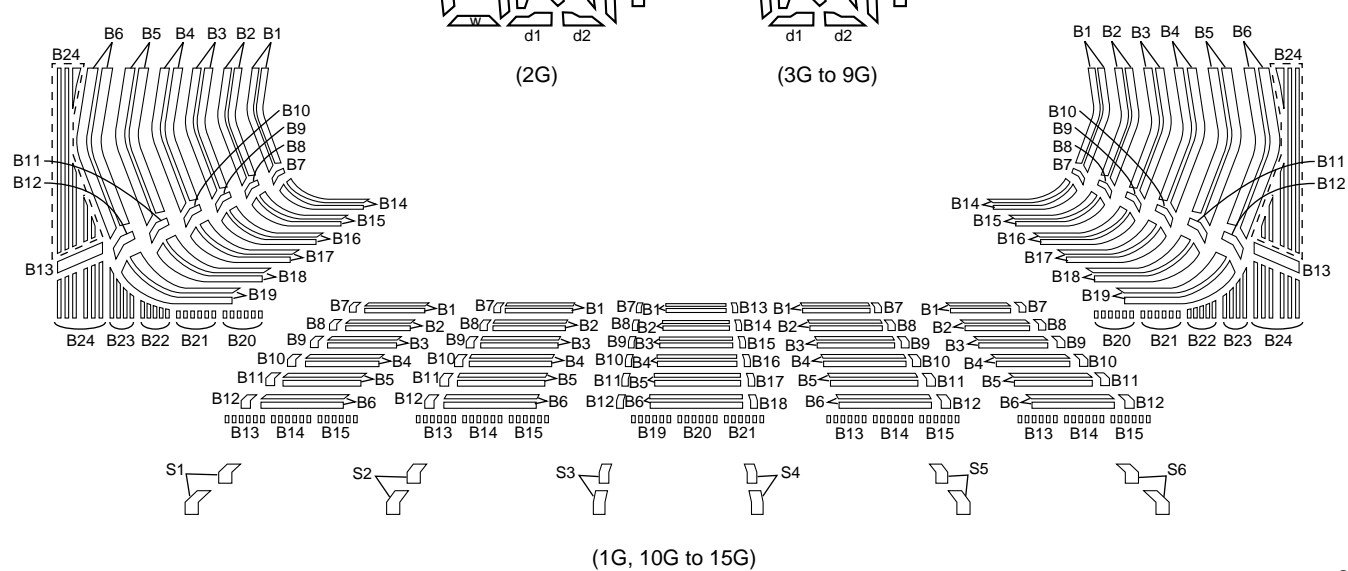 W d1 d2 d1 d2
(2G) (3G to 9G)
B24 B6 B5 B4 B3 B2 B1 B1 B2 B3 B4 B5 B6 B24
B10 B10
B9 B9
B8 B8
B11 B7 B7 B11
B12 B12
B14 B14
B15 B15
B16 B16
B17 B17
B13 B18 B18 B13
B19 B19
B24 B23 B22 B21 B20 B20 B21 B22 B23 B24
B7 B1 B7 B1 B7 B1 B13 B1 B7 B1 B7
B8 B2 B8 B2 B8 B2 B14 B2 B8 B2 B8
B9 B3 B9 B3 B9 B3 B15 B3 B9 B3 B9
B10 B4 B10 B4 B10 B4 B16 B4 B10 B4 B10
B11 B5 B11 B5 B11 B5 B17 B5 B11 B5 B11
B12 B6 B12 B6 B12 B6 B18 B6 B12 B6 B12
B13 B14 B15 B13 B14 B15 B19 B20 B21 B13 B14 B15 B13 B14 B15
S1 S2 S3 S4 S5 S6
(1G, 10G to 15G)